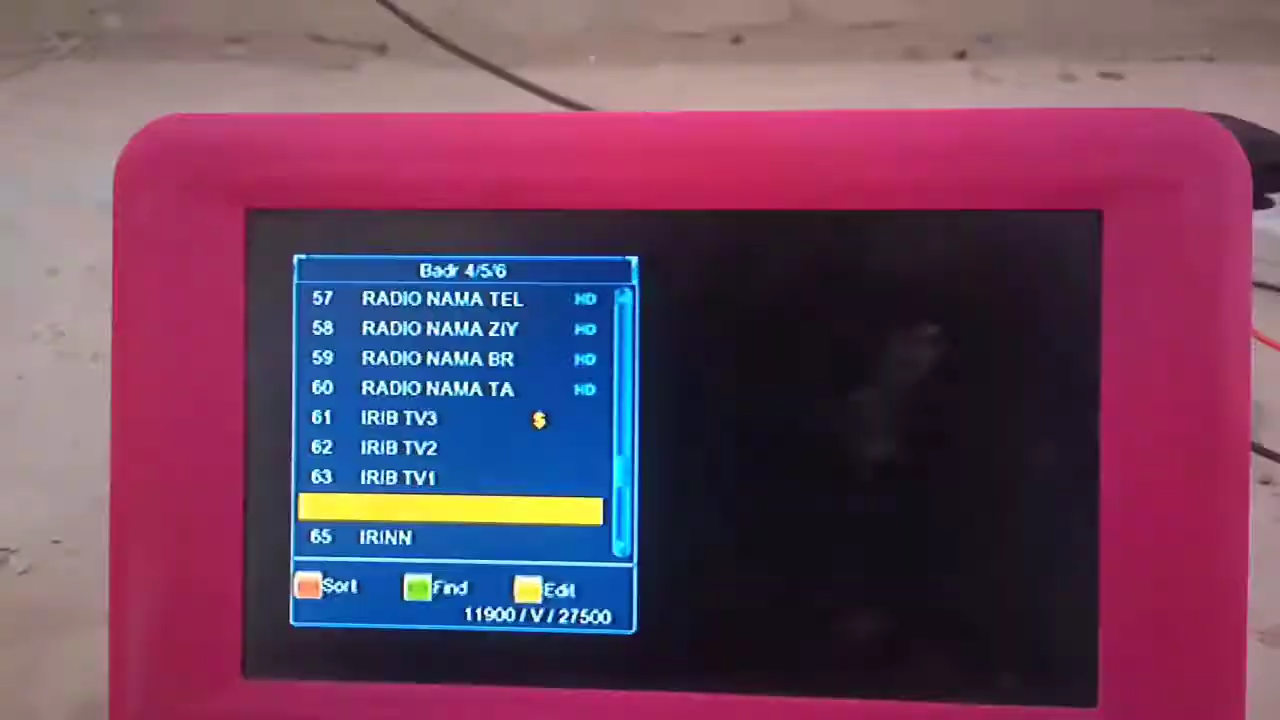 Badr 4/5/6
57 RADIO NAMA TEL HD
58 RADIO NAMA ZIY HD
59 RADIO NAMA BR HD
60 RADIO NAMA TA HD
61 IRIB TV3 $
62 IRIB TV2
63 IRIB TV1
65 IRINN
Sort Find Edit
11900 / V / 27500